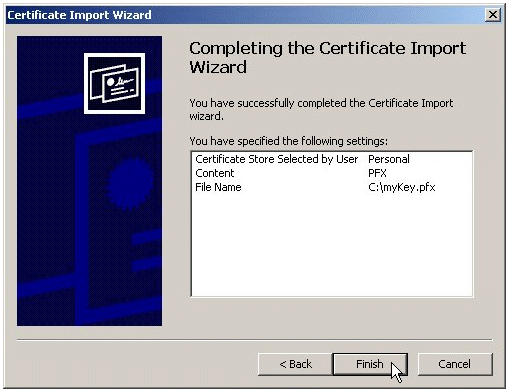 Certificate Import Wizard
Completing the Certificate Import
Wizard
You have successfully completed the Certificate Import
wizard.
You have specified the following settings:
Certificate Store Selected by User Personal
Content PFX
File Name C:\myKey.pfx
< Back Finish Cancel